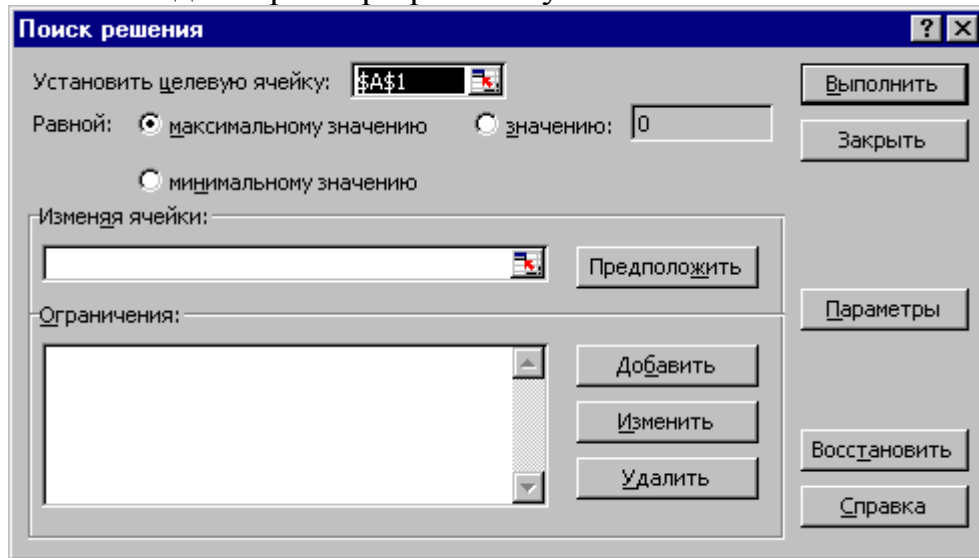 Поиск решения
Установить целевую ячейку: $A$1
Выполнить
Равной: максимальному значению значению: 0
Закрыть
минимальному значению
Изменяя ячейки:
Предположить
Ограничения:
Параметры
Добавить
Изменить
Восстановить
Удалить
Справка